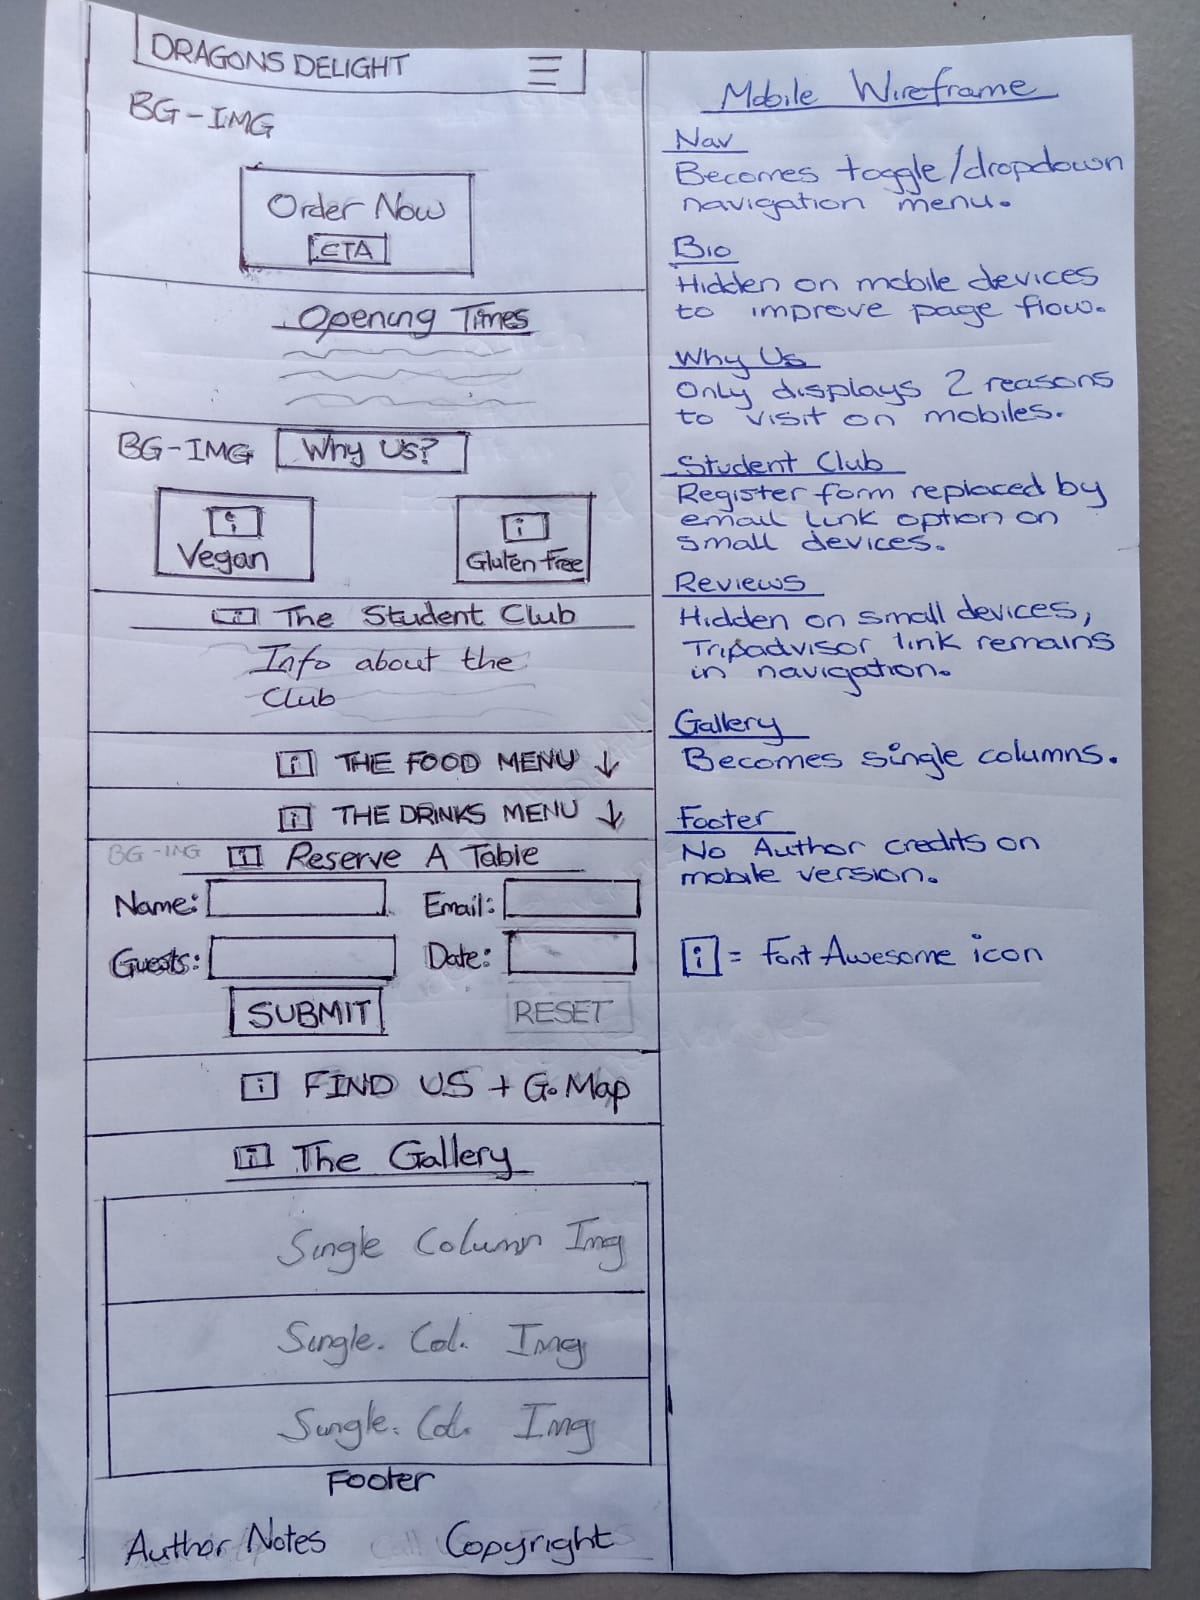 DRAGONS DELIGHT
BG-IMG
Order Now
CTA
Opening Times
BG-IMG Why Us?
i i
Vegan Gluten Free
i The Student Club
Info about the
Club
i THE FOOD MENU ↓
i THE DRINKS MENU ↓
BG-IMG i Reserve A Table
Name: Email:
Guests: Date:
SUBMIT RESET
i FIND US + G. Map
i The Gallery
Single Column Img
Single. Col. Img
Single. Col. Img
Footer
Author Notes Copyright
Mobile Wireframe
Nav
Becomes toggle/dropdown
navigation menu.
Bio
Hidden on mobile devices
to improve page flow.
Why Us
Only displays 2 reasons
to visit on mobiles.
Student Club
Register form replaced by
email link option on
small devices.
Reviews
Hidden on small devices,
Tripadvisor link remains
in navigation.
Gallery
Becomes single columns.
Footer
No Author credits on
mobile version.
i = Font Awesome icon